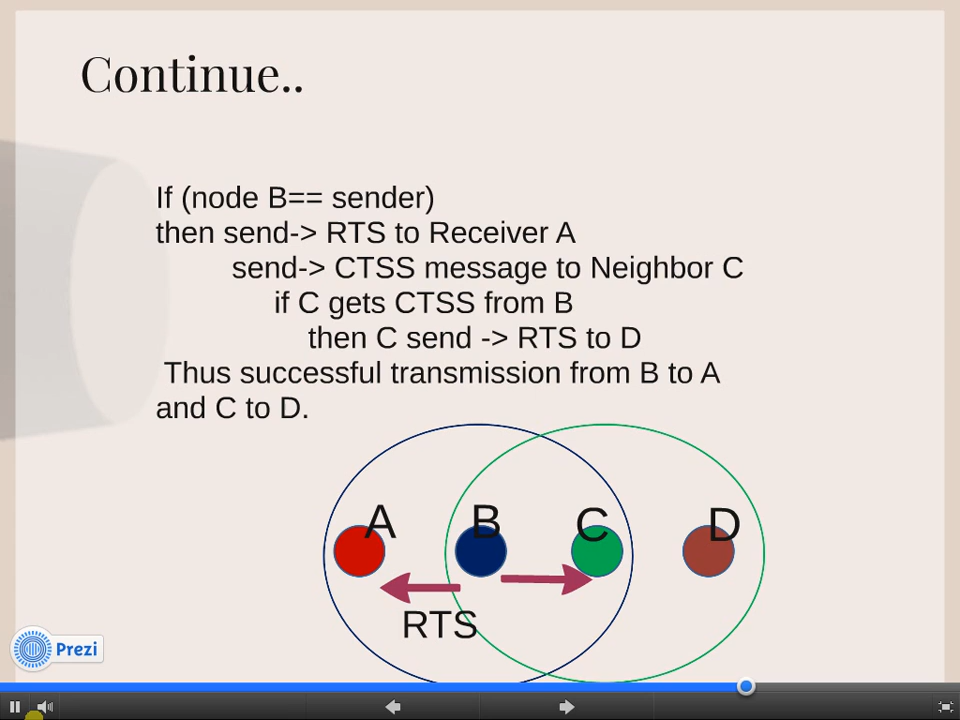 Continue..
If (node B== sender)
then send-> RTS to Receiver A
send-> CTSS message to Neighbor C
if C gets CTSS from B
then C send -> RTS to D
Thus successful transmission from B to A
and C to D.
A B C D
RTS
Prezi